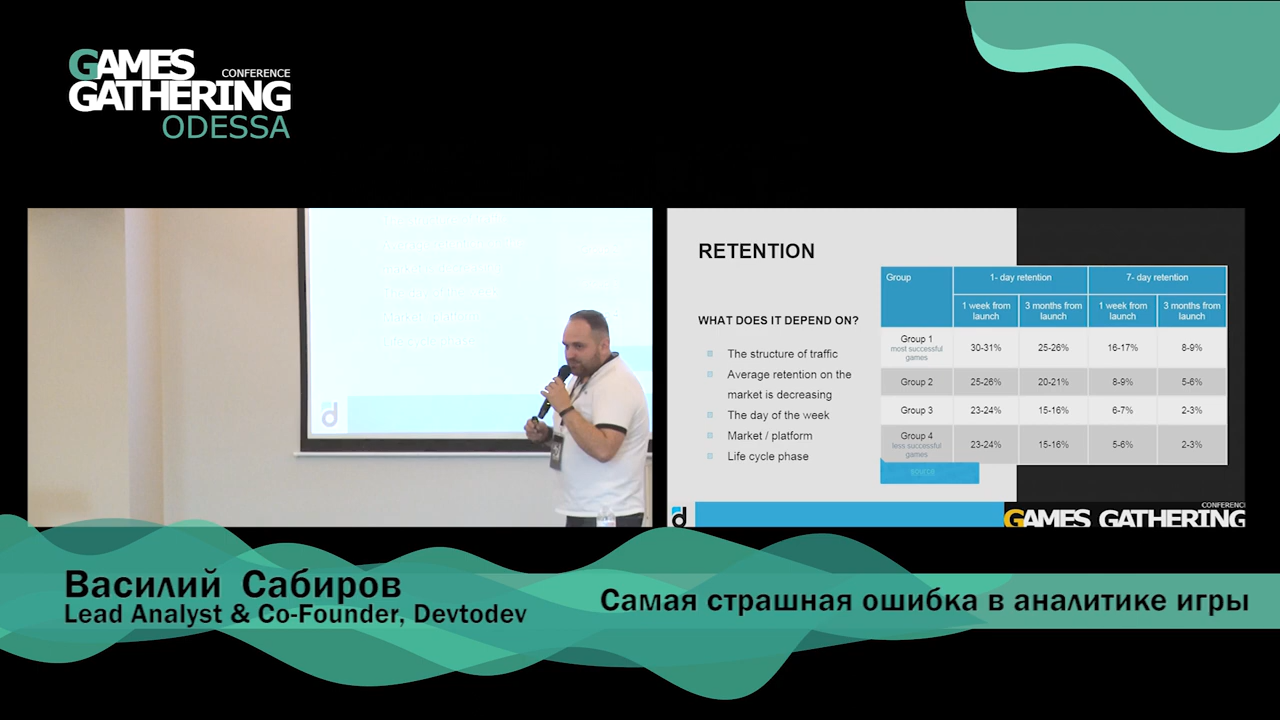 GAMES
CONFERENCE
GATHERING
ODESSA
RETENTION
WHAT DOES IT DEPEND ON?
The structure of traffic
Average retention on the
market is decreasing
The day of the week
Market / platform
Life cycle phase
Group
1- day retention
7- day retention
1 week from
launch
3 months from
launch
1 week from
launch
3 months from
launch
Group 1
most successful
games
30-31%
25-26%
16-17%
8-9%
Group 2
25-26%
20-21%
8-9%
5-6%
Group 3
23-24%
15-16%
6-7%
2-3%
Group 4
less successful
games
23-24%
15-16%
5-6%
2-3%
d
CONFERENC
GAMES GATHERING
Василий Сабиров
Lead Analyst & Co-Founder, Devtodev
Самая страшная ошибка в аналитике игры